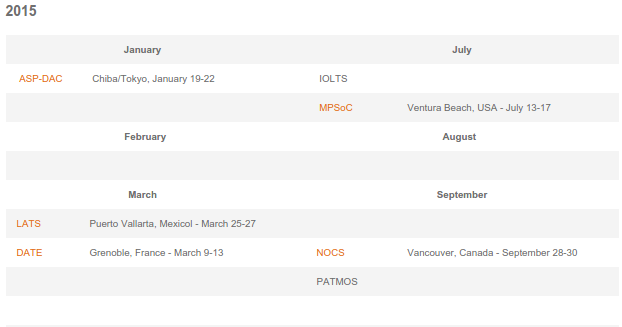 2015
January July
ASP-DAC Chiba/Tokyo, January 19-22 IOLTS
MPSoC Ventura Beach, USA - July 13-17
February August
March September
LATS Puerto Vallarta, Mexicol - March 25-27
DATE Grenoble, France - March 9-13 NOCS Vancouver, Canada - September 28-30
PATMOS